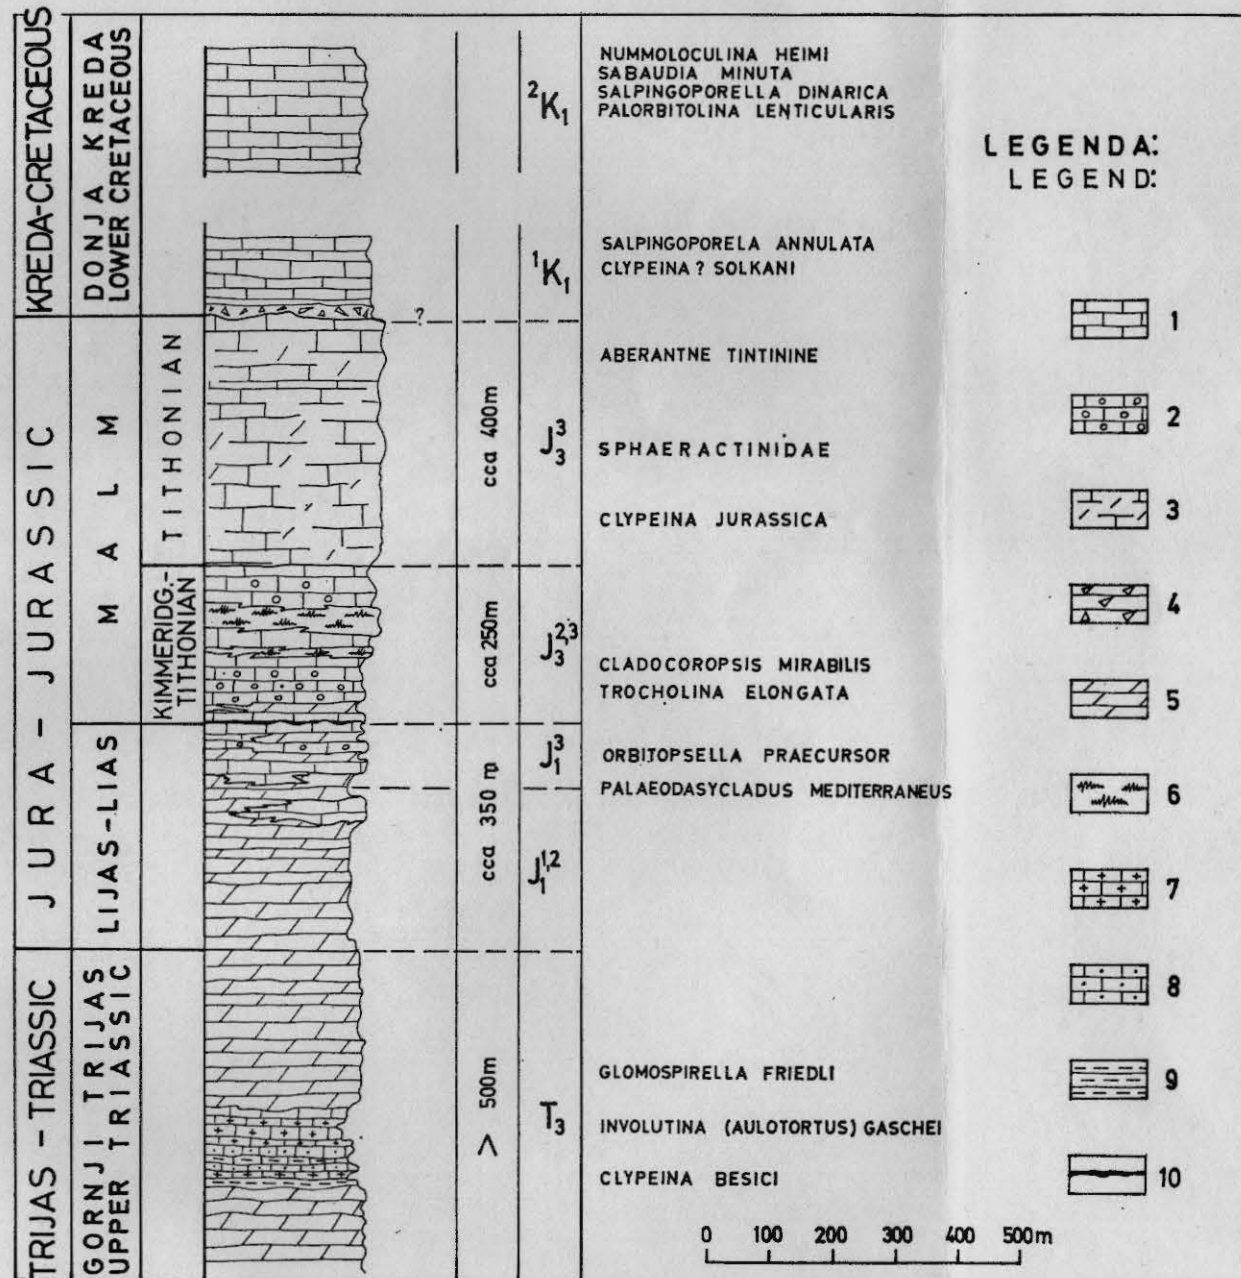 KREDA-CRETACEOUS
DONJA KREDA
LOWER CRETACEOUS
²K₁
NUMMOLOCULINA HEIMI
SABAUDIA MINUTA
SALPINGOPORELLA DINARICA
PALORBITOLINA LENTICULARIS
¹K₁
SALPINGOPORELA ANNULATA
CLYPEINA ? SOLKANI
?
JURA - JURASSIC
MALM
TITHONIAN
cca 400m
J₃³
ABERANTNE TINTININE
SPHAERACTINIDAE
CLYPEINA JURASSICA
KIMMERIDG.-
TITHONIAN
cca 250m
J₃²,³
CLADOCOROPSIS MIRABILIS
TROCHOLINA ELONGATA
LIJAS-LIAS
cca 350 m
J₁³
ORBITOPSELLA PRAECURSOR
PALAEODASYCLADUS MEDITERRANEUS
J₁¹,²
TRIJAS - TRIASSIC
GORNJI TRIJAS
UPPER TRIASSIC
> 500m
T₃
GLOMOSPIRELLA FRIEDLI
INVOLUTINA (AULOTORTUS) GASCHEI
CLYPEINA BESICI
LEGENDA:
LEGEND:
1
2
3
4
5
6
7
8
9
10
0 100 200 300 400 500m